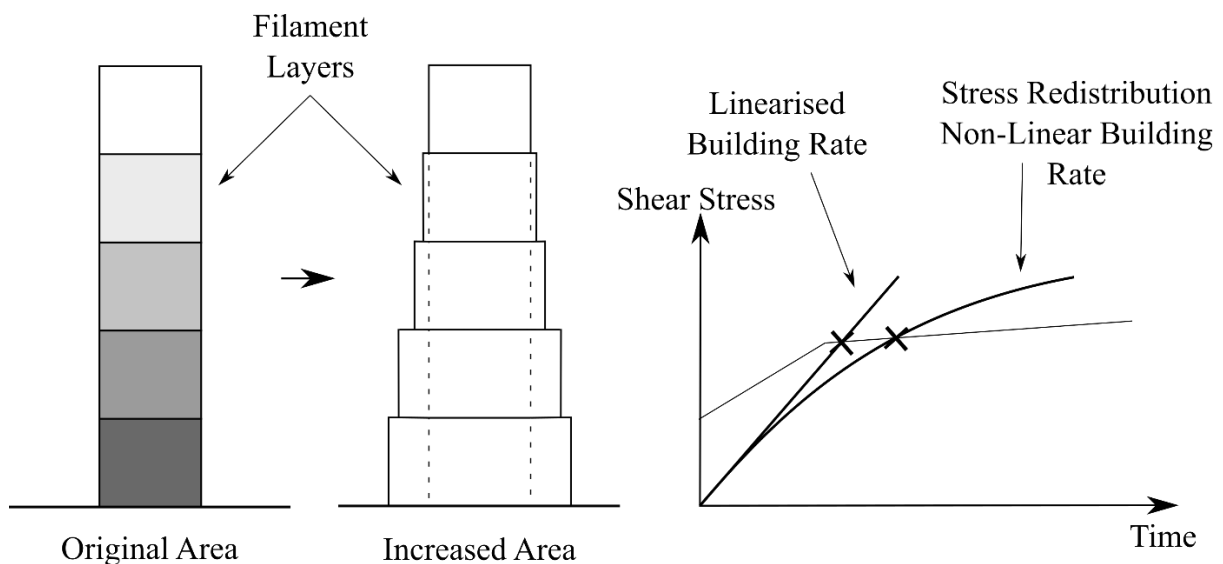 Filament
Layers
Original Area
Increased Area
Linearised
Building Rate
Stress Redistribution
Non-Linear Building
Rate
Shear Stress
Time